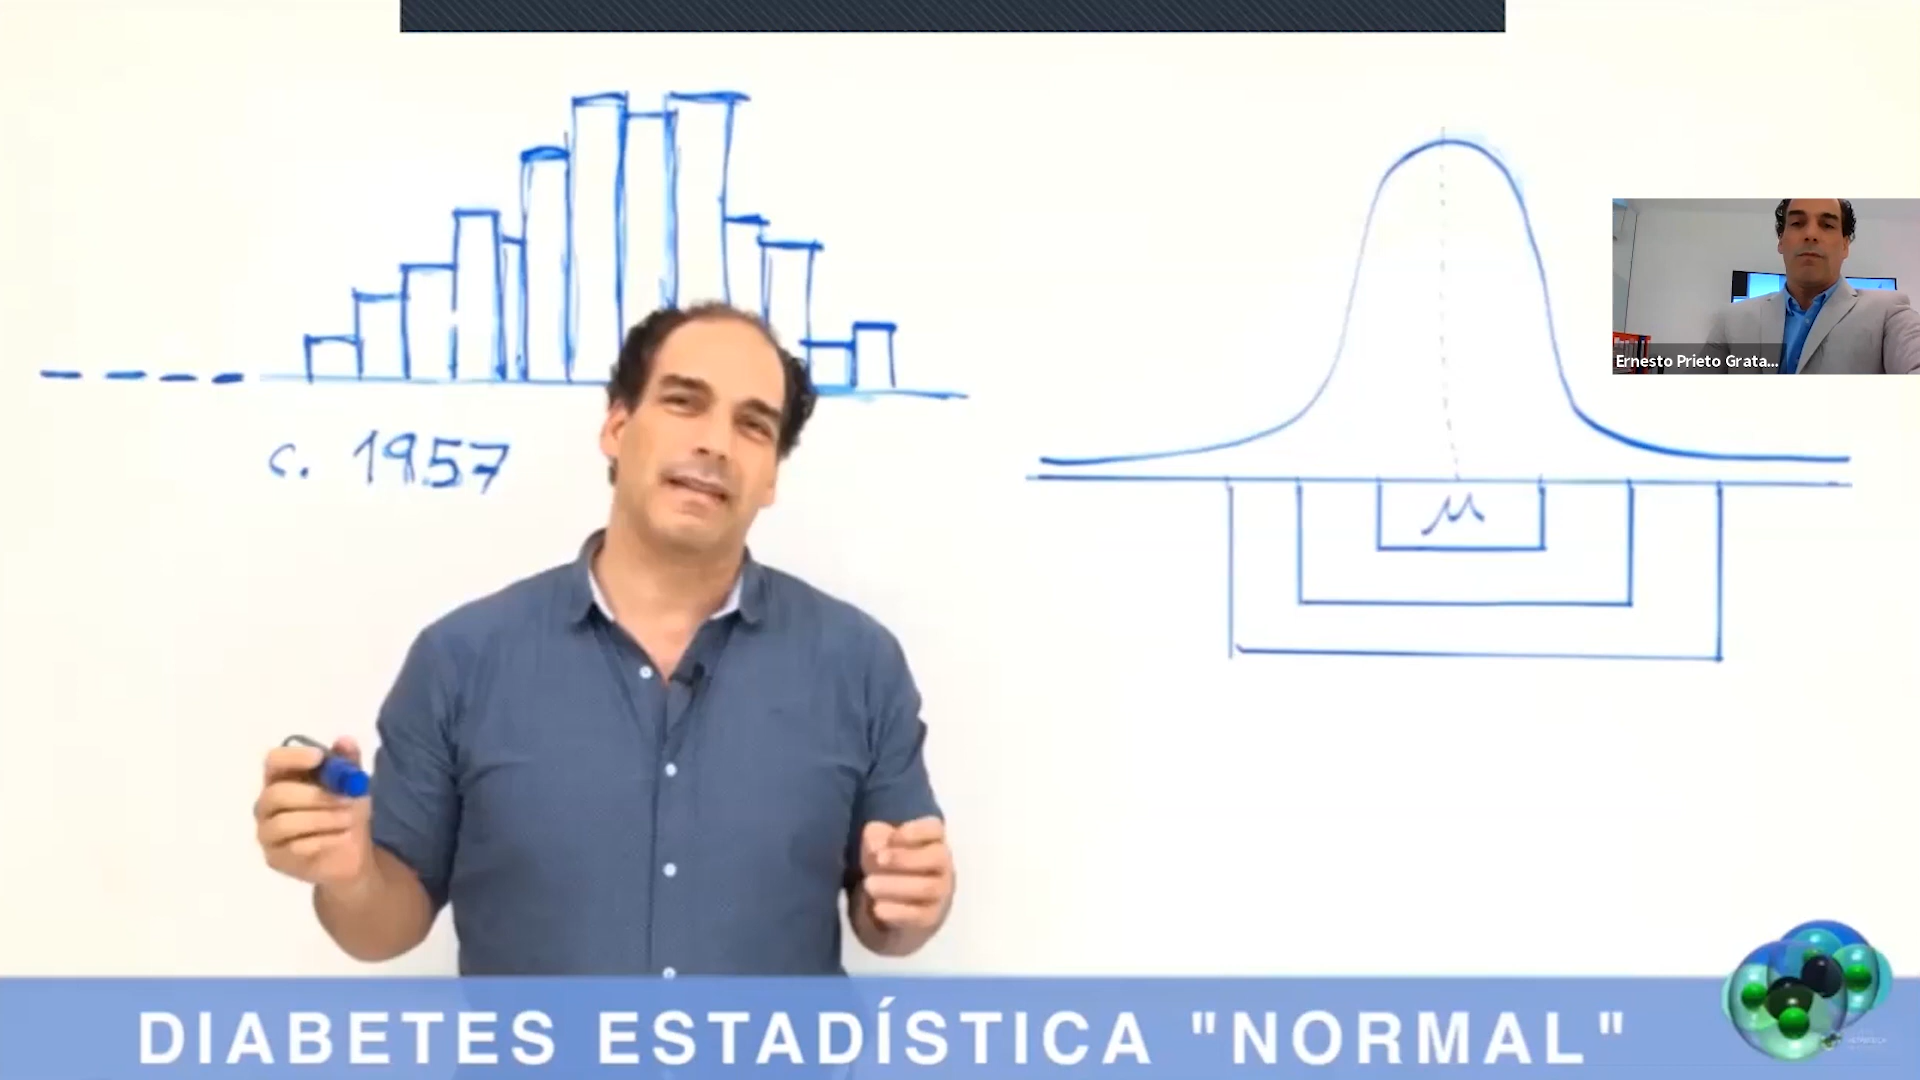 c. 1957
μ
Ernesto Prieto Grata...
DIABETES ESTADÍSTICA "NORMAL"